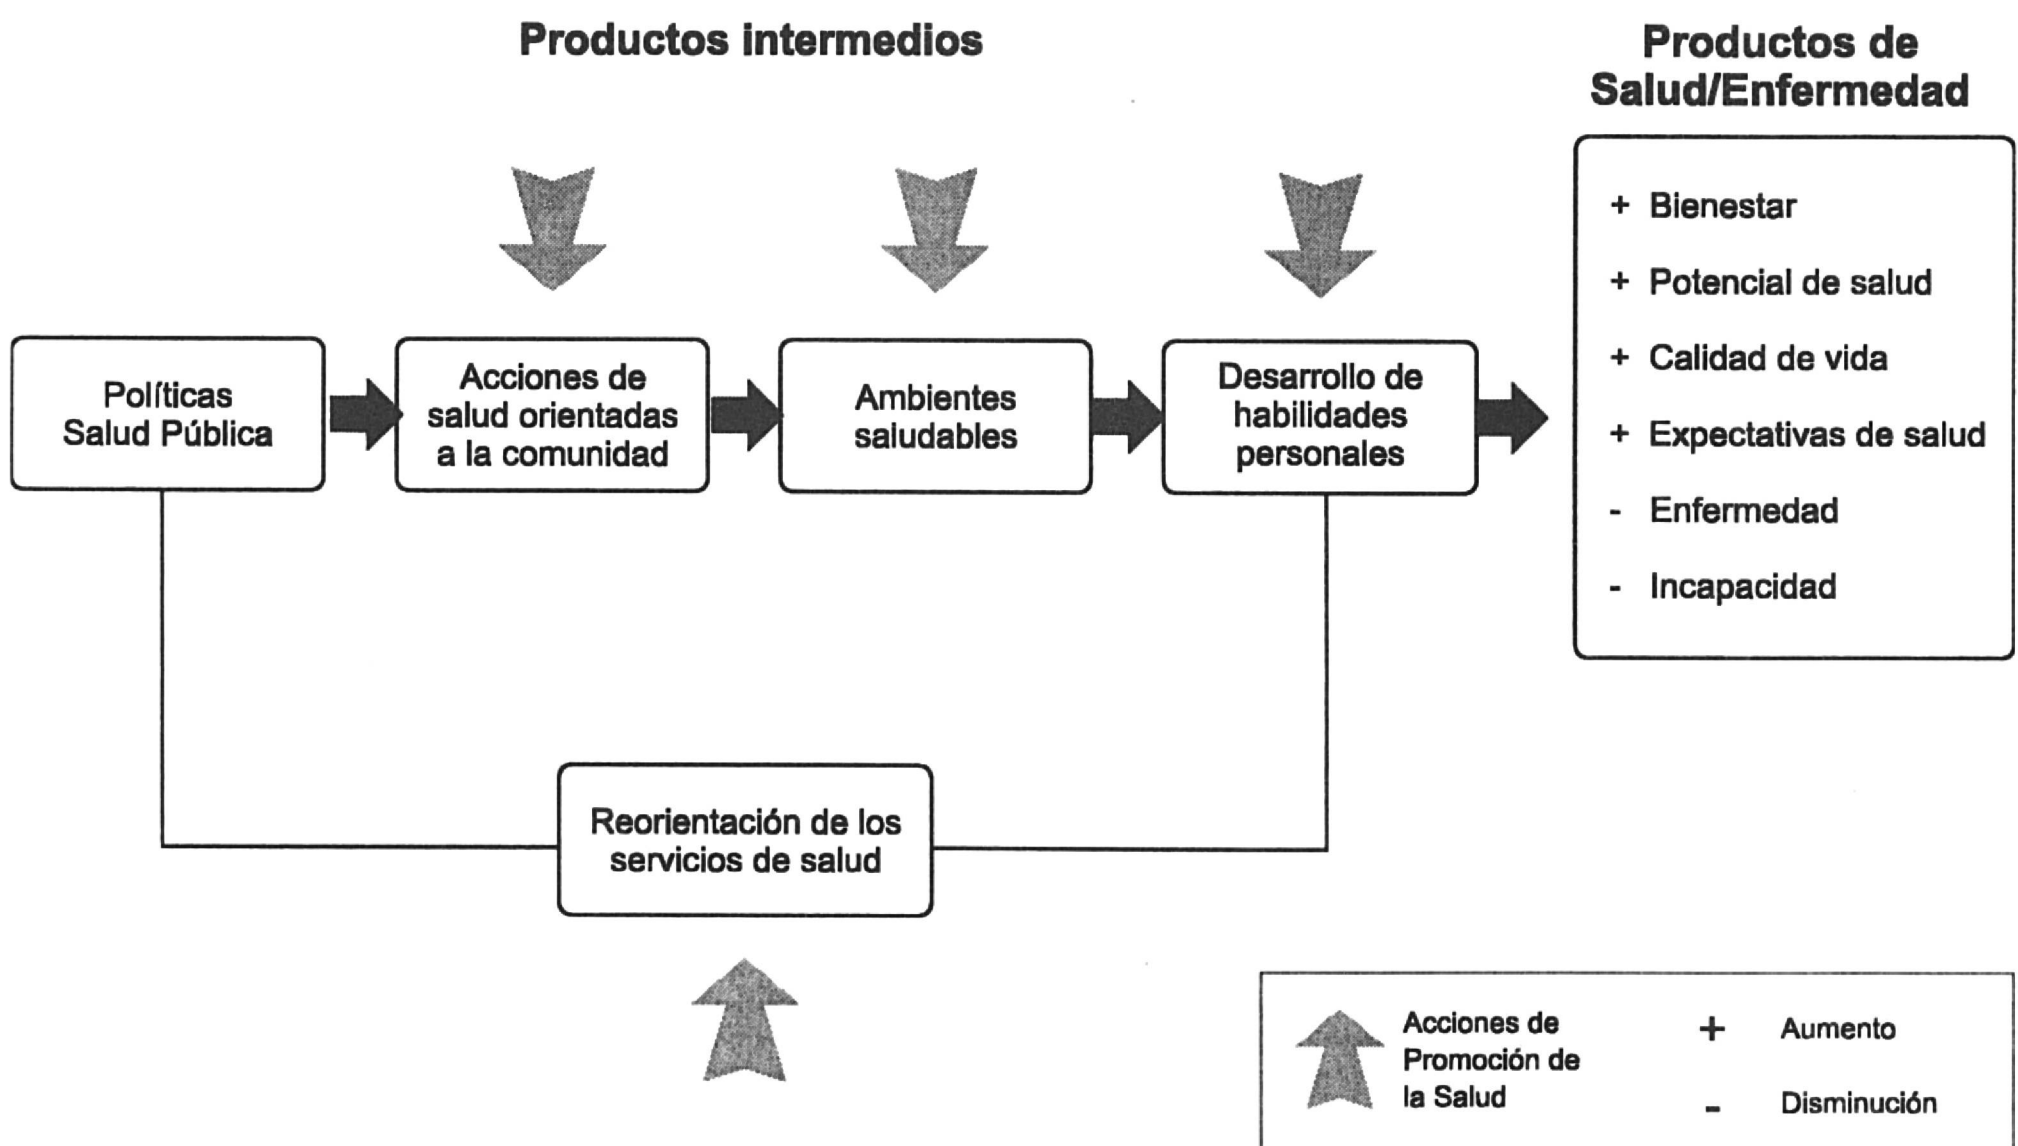 Productos intermedios
Productos de
Salud/Enfermedad
Políticas
Salud Pública
Acciones de
salud orientadas
a la comunidad
Ambientes
saludables
Desarrollo de
habilidades
personales
+ Bienestar
+ Potencial de salud
+ Calidad de vida
+ Expectativas de salud
- Enfermedad
- Incapacidad
Reorientación de los
servicios de salud
Acciones de
Promoción de
la Salud
+ Aumento
- Disminución